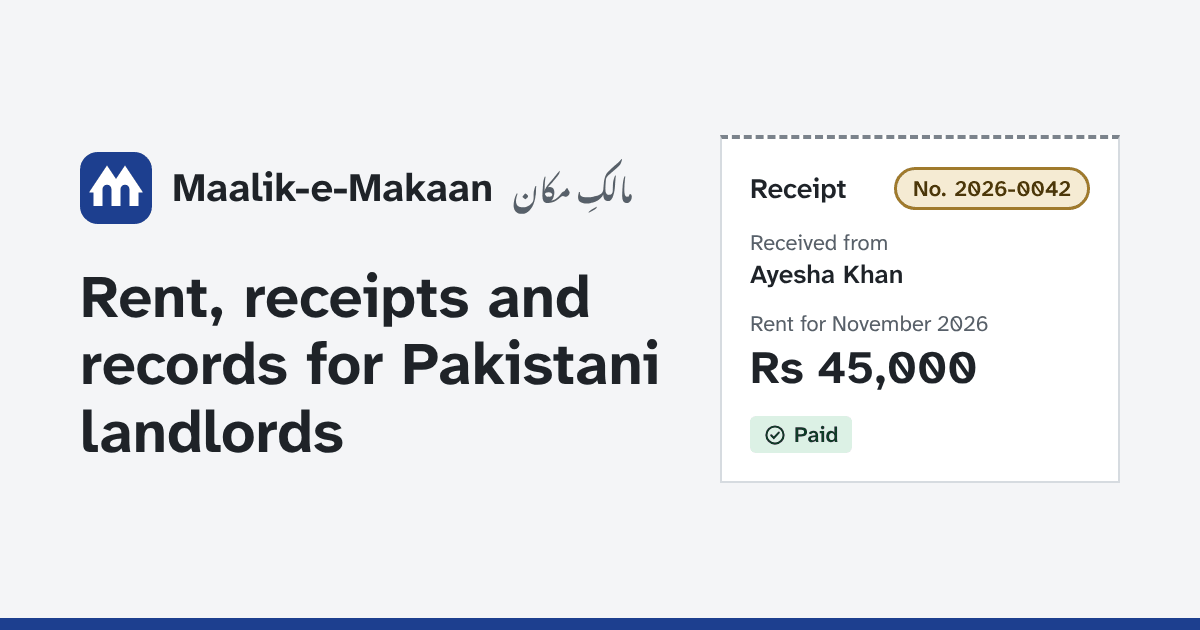 Maalik-e-Makaan مالکِ مکان
Rent, receipts and
records for Pakistani
landlords
Receipt No. 2026-0042
Received from
Ayesha Khan
Rent for November 2026
Rs 45,000
Paid